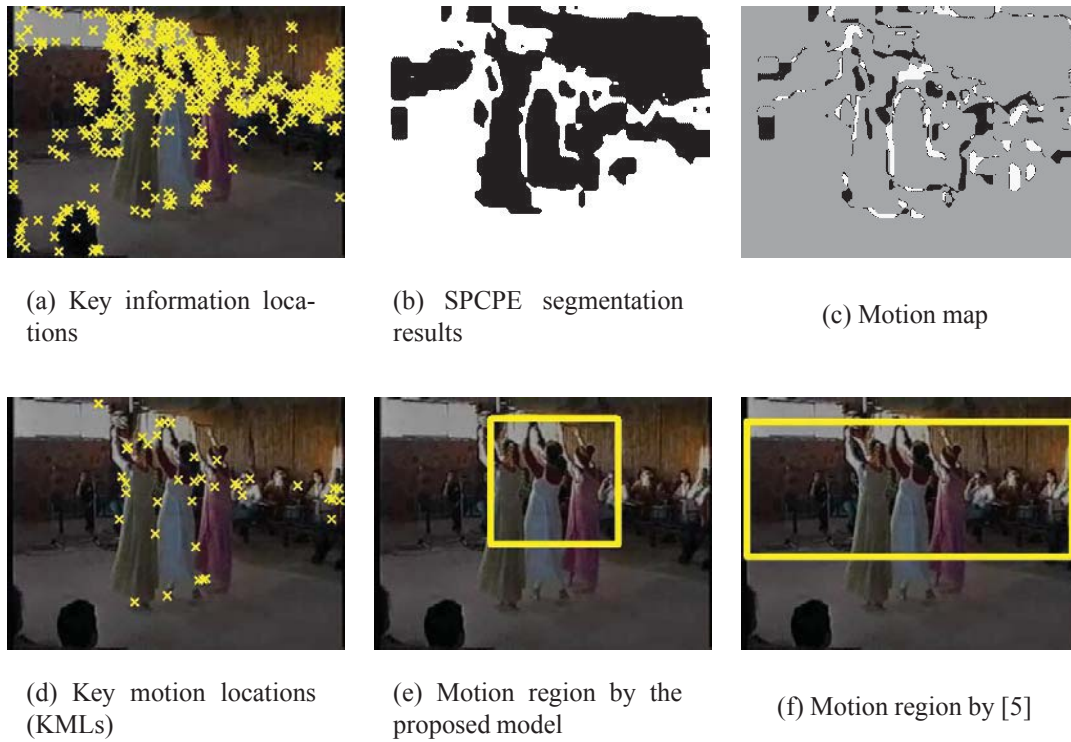 (a) Key information loca-
tions
(b) SPCPE segmentation
results
(c) Motion map
(d) Key motion locations
(KMLs)
(e) Motion region by the
proposed model
(f) Motion region by [5]